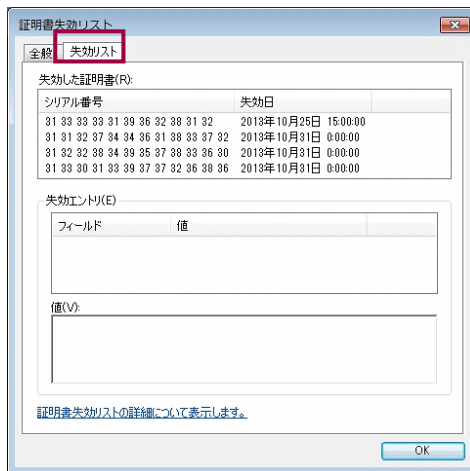 証明書失効リスト
全般 失効リスト
失効した証明書(R):
シリアル番号 失効日
31 33 33 33 31 39 36 32 38 31 32 2013年10月25日 15:00:00
31 31 32 37 34 34 36 31 38 33 37 32 2013年10月31日 0:00:00
31 32 32 38 34 39 35 37 38 33 36 30 2013年10月31日 0:00:00
31 33 30 31 33 39 37 37 32 36 38 36 2013年10月31日 0:00:00
失効エントリ(E)
フィールド 値
値(V):
証明書失効リストの詳細について表示します。
OK